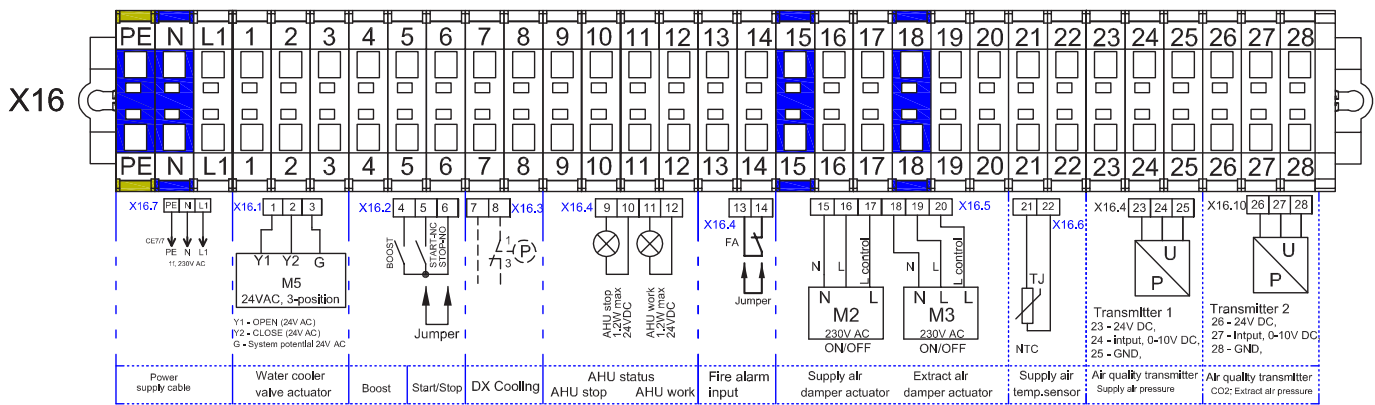 PE N L1 1 2 3 4 5 6 7 8 9 10 11 12 13 14 15 16 17 18 19 20 21 22 23 24 25 26 27 28
X16
PE N L1 1 2 3 4 5 6 7 8 9 10 11 12 13 14 15 16 17 18 19 20 21 22 23 24 25 26 27 28
X16.7 PE N L1
CE7/7
PE N L1
1f, 230V AC
Power
supply cable
X16.1 1 2 3
Y1 Y2 G
M5
24VAC, 3-position
Y1 - OPEN (24V AC)
Y2 - CLOSE (24V AC)
G - System potential 24V AC
Water cooler
valve actuator
X16.2 4 5 6
BOOST
START-NC
STOP-NO
Jumper
Boost
Start/Stop
7 8 X16.3
1
3
P
DX Cooling
X16.4 9 10 11 12
AHU stop
1,2W max
24VDC
AHU work
1,2W max
24VDC
AHU status
AHU stop AHU work
13 14
X16.4
FA
Jumper
Fire alarm
input
15 16 17 18 19 20 X16.5
N L L control
N L
M2
230V AC
ON/OFF
Supply air
damper actuator
N L L control
N L L
M3
230V AC
ON/OFF
Extract air
damper actuator
21 22
X16.6
TJ
NTC
Supply air
temp.sensor
X16.4 23 24 25
U
P
Transmitter 1
23 - 24V DC,
24 - intput, 0-10V DC,
25 - GND,
Air quality transmitter
Supply air pressure
X16.10 26 27 28
U
P
Transmitter 2
26 - 24V DC,
27 - Intput, 0-10V DC,
28 - GND,
Air quality transmitter
CO2; Extract air pressure